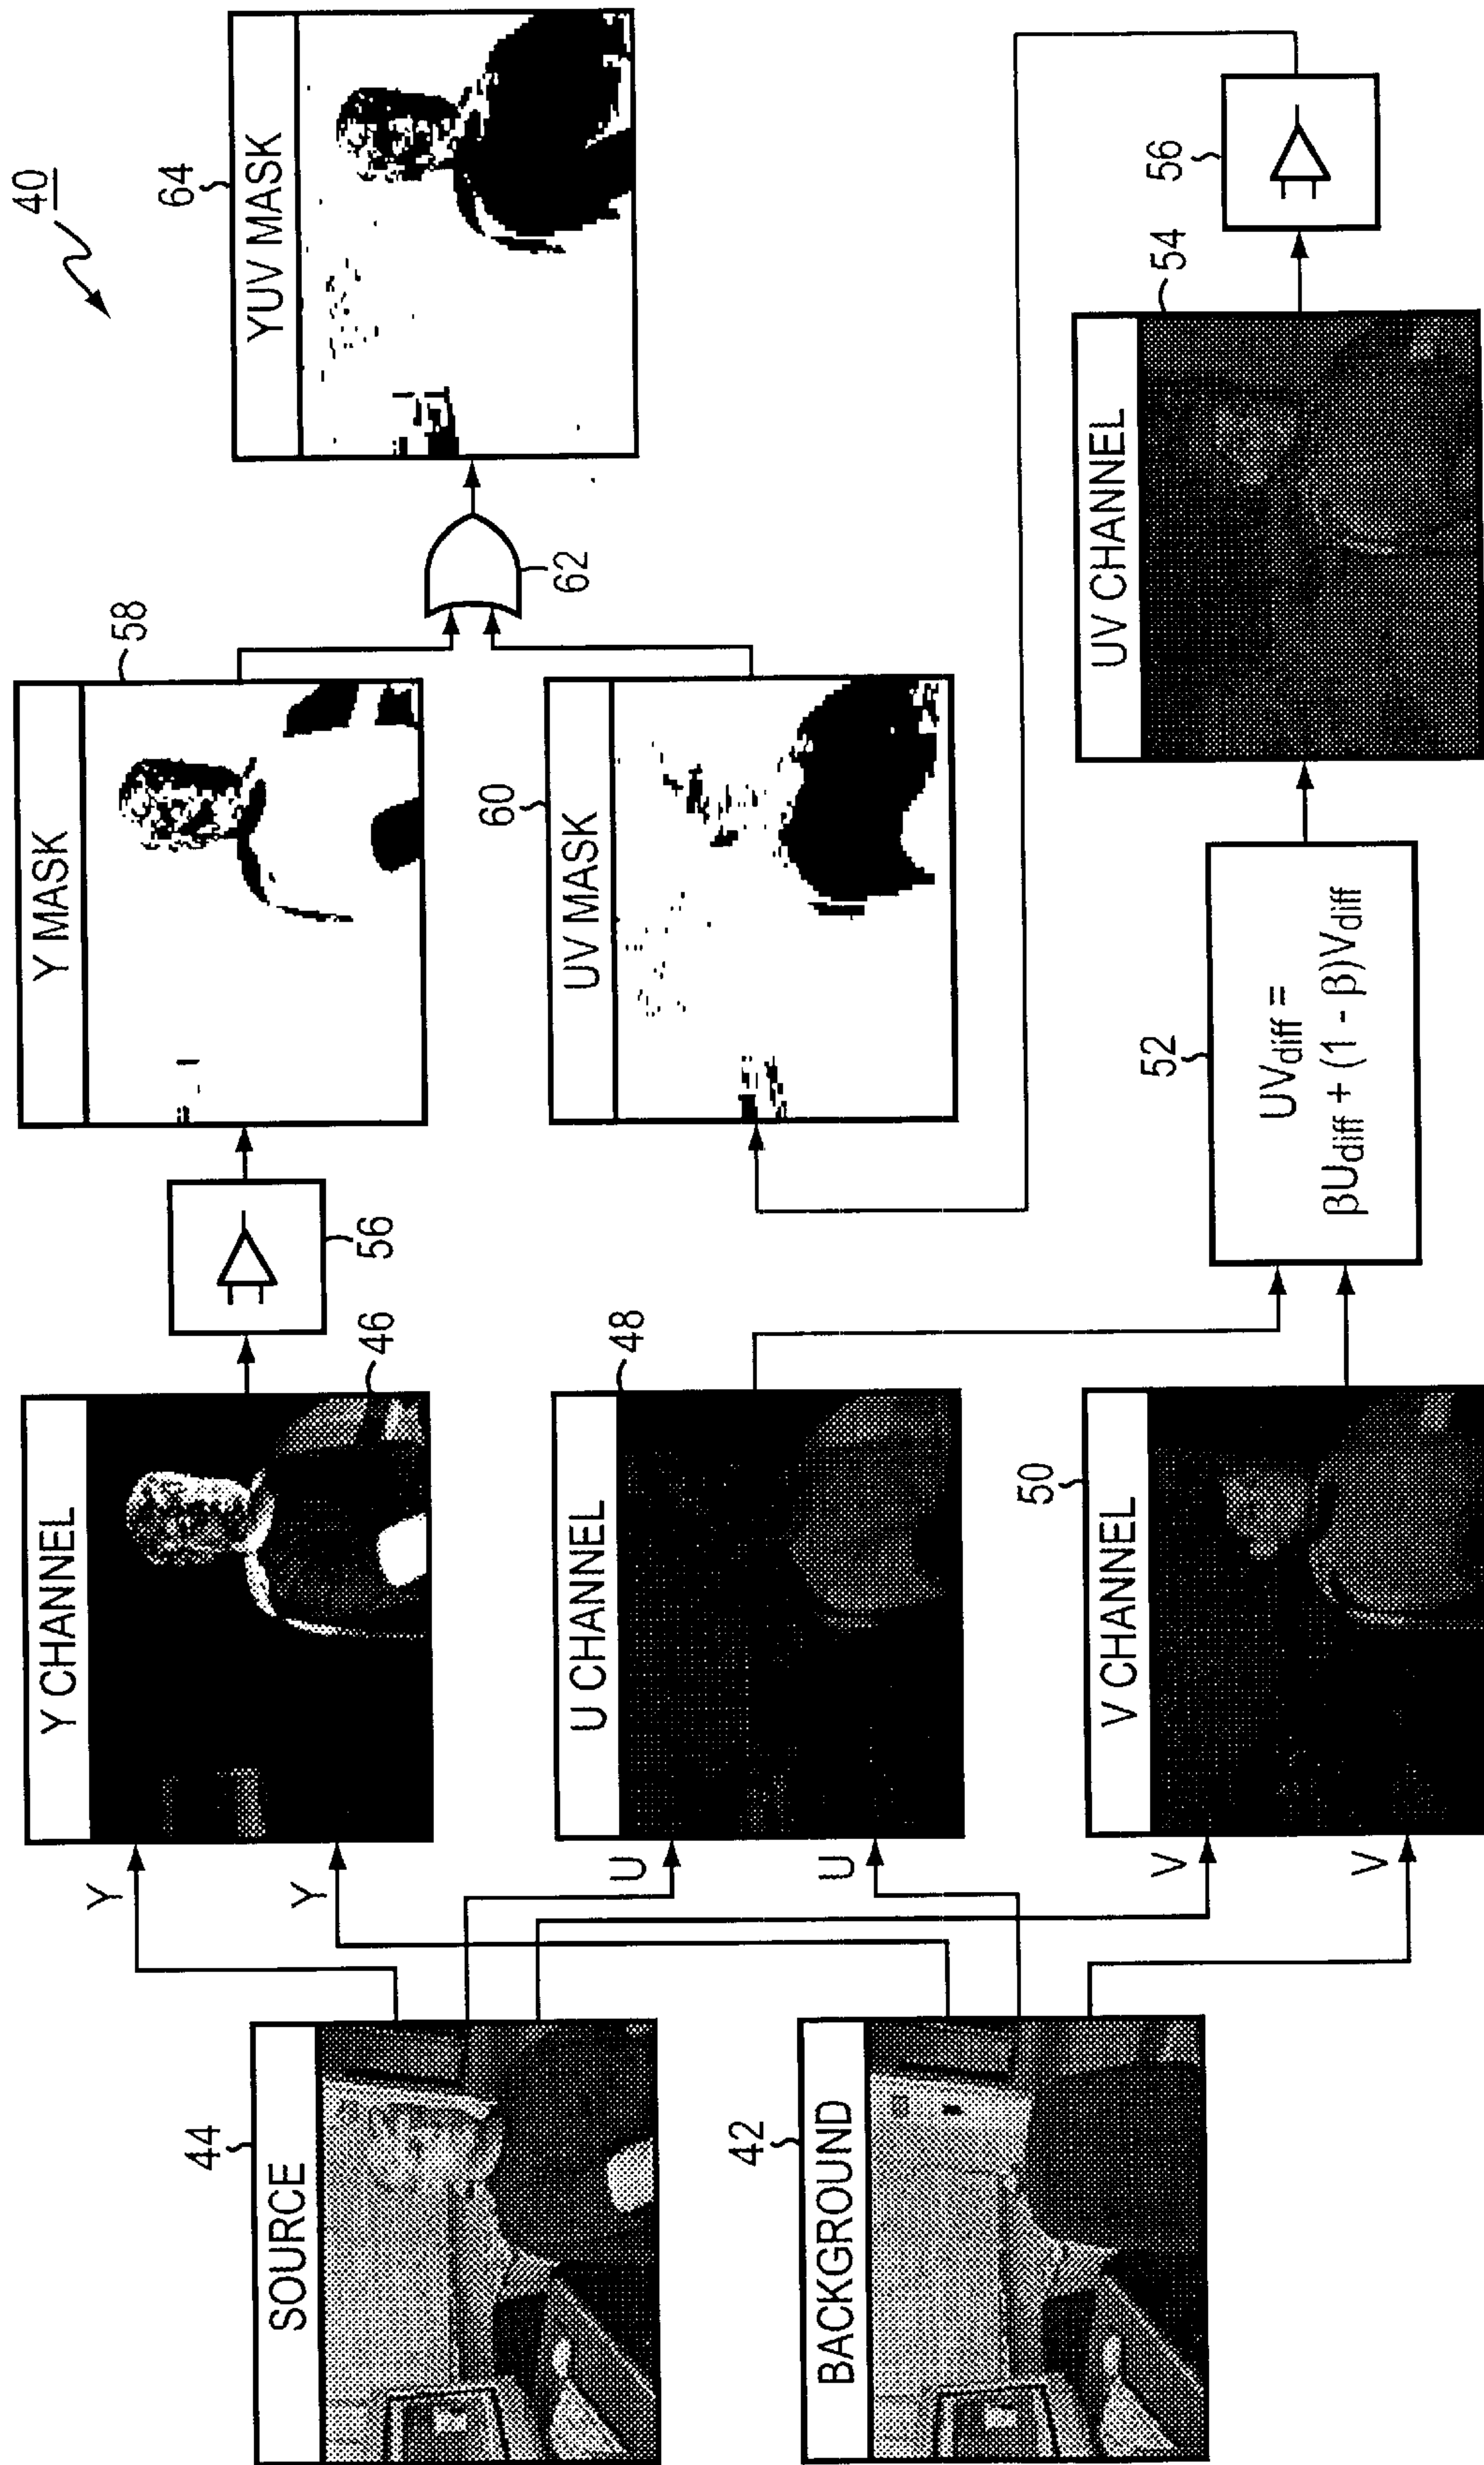 40
44
SOURCE
42
BACKGROUND
Y
Y
U
U
V
V
Y CHANNEL
46
U CHANNEL
48
50
V CHANNEL
56
Y MASK
58
60
UV MASK
52
UVdiff =
βUdiff + (1 - β)Vdiff
62
64
YUV MASK
UV CHANNEL
54
56